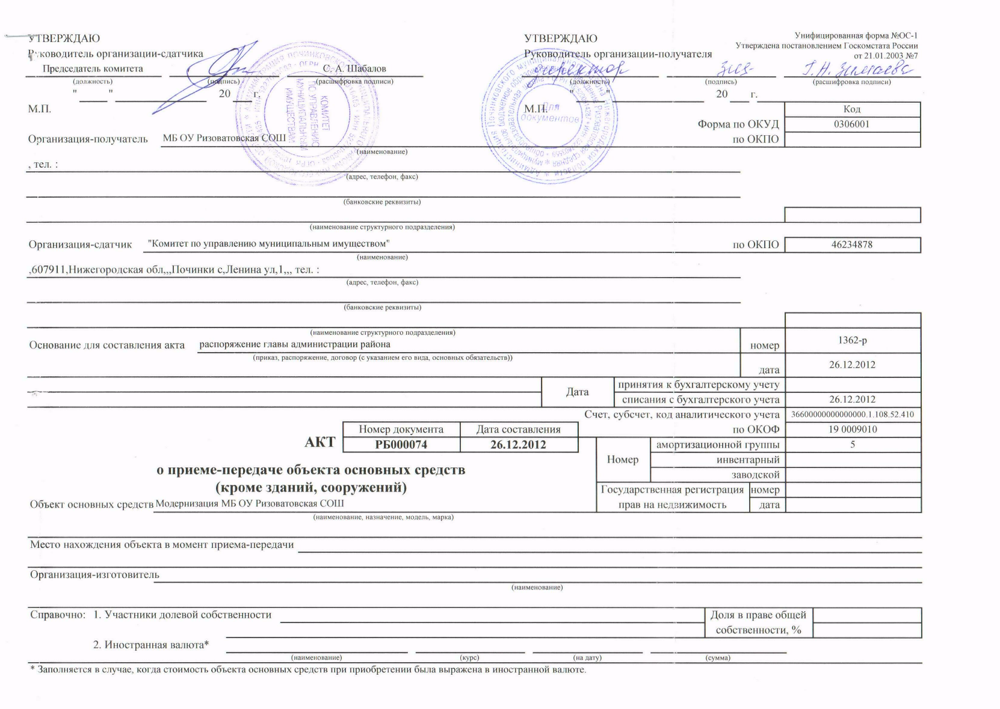 УТВЕРЖДАЮ
Руководитель организации-сдатчика
Председатель комитета
С. А. Шабалов
(должность)
(подпись)
(расшифровка подписи)
" " 20 г.
М.П.
УТВЕРЖДАЮ
Руководитель организации-получателя
директор
(должность)
(подпись)
(расшифровка подписи)
" " 20 г.
М.П.
Унифицированная форма №ОС-1
Утверждена постановлением Госкомстата России
от 21.01.2003 №7
КОМИТЕТ
ПО УПРАВЛЕНИЮ
МУНИЦИПАЛЬНЫМ
ИМУЩЕСТВОМ
Для
документов
Код
Форма по ОКУД 0306001
по ОКПО
Организация-получатель МБ ОУ Ризоватовская СОШ
(наименование)
, тел. :
(адрес, телефон, факс)
(банковские реквизиты)
(наименование структурного подразделения)
Организация-сдатчик "Комитет по управлению муниципальным имуществом" по ОКПО 46234878
(наименование)
,607911,Нижегородская обл,,,Починки с,Ленина ул,1,,, тел. :
(адрес, телефон, факс)
(банковские реквизиты)
(наименование структурного подразделения)
Основание для составления акта распоряжение главы администрации района номер 1362-р
(приказ, распоряжение, договор (с указанием его вида, основных обязательств))
дата 26.12.2012
Дата принятия к бухгалтерскому учету
списания с бухгалтерского учета 26.12.2012
Счет, субсчет, код аналитического учета 36600000000000000.1.108.52.410
Номер документа Дата составления по ОКОФ 19 0009010
АКТ РБ000074 26.12.2012
Номер амортизационной группы 5
инвентарный
заводской
о приеме-передаче объекта основных средств
(кроме зданий, сооружений)
Государственная регистрация прав на недвижимость номер
дата
Объект основных средств Модернизация МБ ОУ Ризоватовская СОШ
(наименование, назначение, модель, марка)
Место нахождения объекта в момент приема-передачи
Организация-изготовитель
(наименование)
Справочно: 1. Участники долевой собственности
Доля в праве общей
собственности, %
2. Иностранная валюта*
(наименование) (курс) (на дату) (сумма)
* Заполняется в случае, когда стоимость объекта основных средств при приобретении была выражена в иностранной валюте.